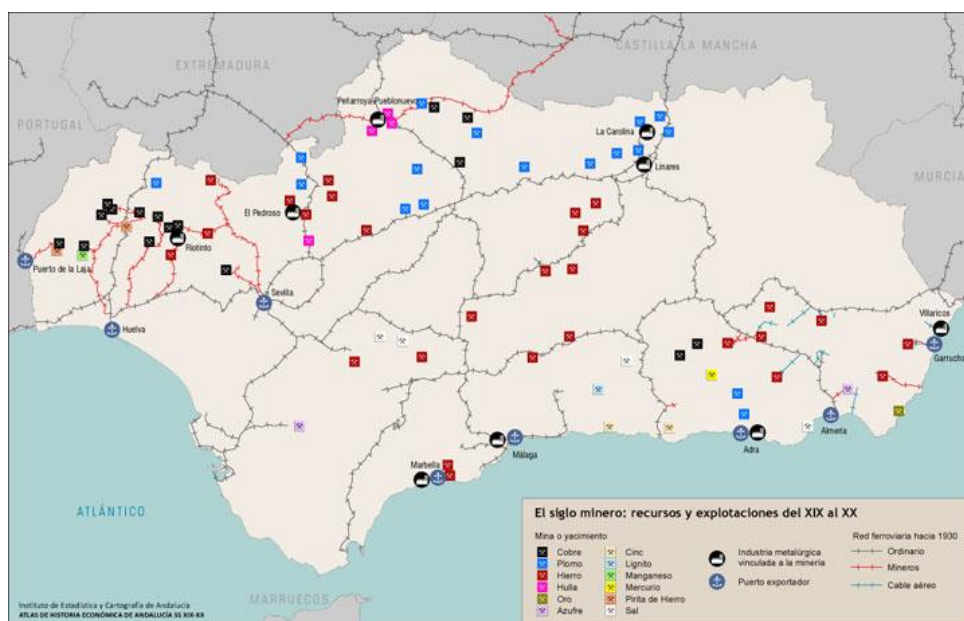 CASTILLA LA MANCHA
EXTREMADURA
PORTUGAL
Peñarroya-Pueblonuevo
La Carolina
Linares
MURCIA
El Pedroso
Riotinto
Puerto de la Laja
Sevilla
Huelva
Villaricos
Garrucha
Almería
Adra
Málaga
Marbella
ATLÁNTICO
MARRUECOS
El siglo minero: recursos y explotaciones del XIX al XX
Mina o yacimiento
Cobre
Plomo
Hierro
Hulla
Oro
Azufre
Cinc
Lignito
Manganeso
Mercurio
Pirita de Hierro
Sal
Industria metalúrgica
vinculada a la minería
Puerto exportador
Red ferroviaria hacia 1930
Ordinario
Mineros
Cable aéreo
Instituto de Estadística y Cartografía de Andalucía
ATLAS DE HISTORIA ECONÓMICA DE ANDALUCÍA SS XIX-XX